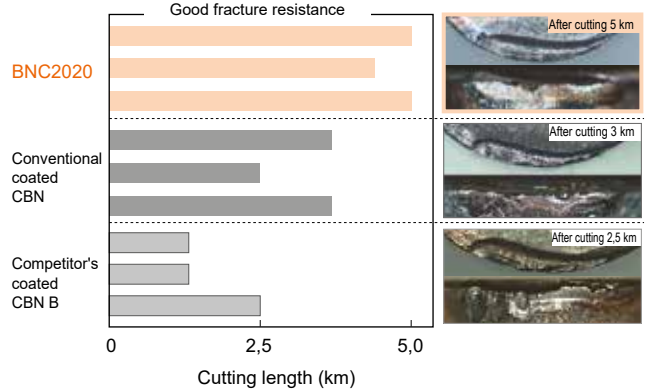 Good fracture resistance
BNC2020
After cutting 5 km
Conventional
coated
CBN
After cutting 3 km
Competitor's
coated
CBN B
After cutting 2,5 km
0
2,5
5,0
Cutting length (km)